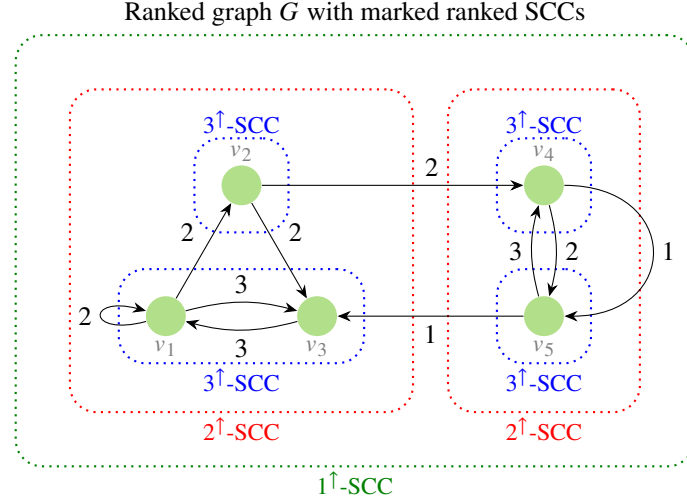 Ranked graph G with marked ranked SCCs
3↑-SCC 3↑-SCC
v2 v4
2
2 2 3 2 1
3
2
v1 v3 1 v5
3
3↑-SCC 3↑-SCC
2↑-SCC 2↑-SCC
1↑-SCC